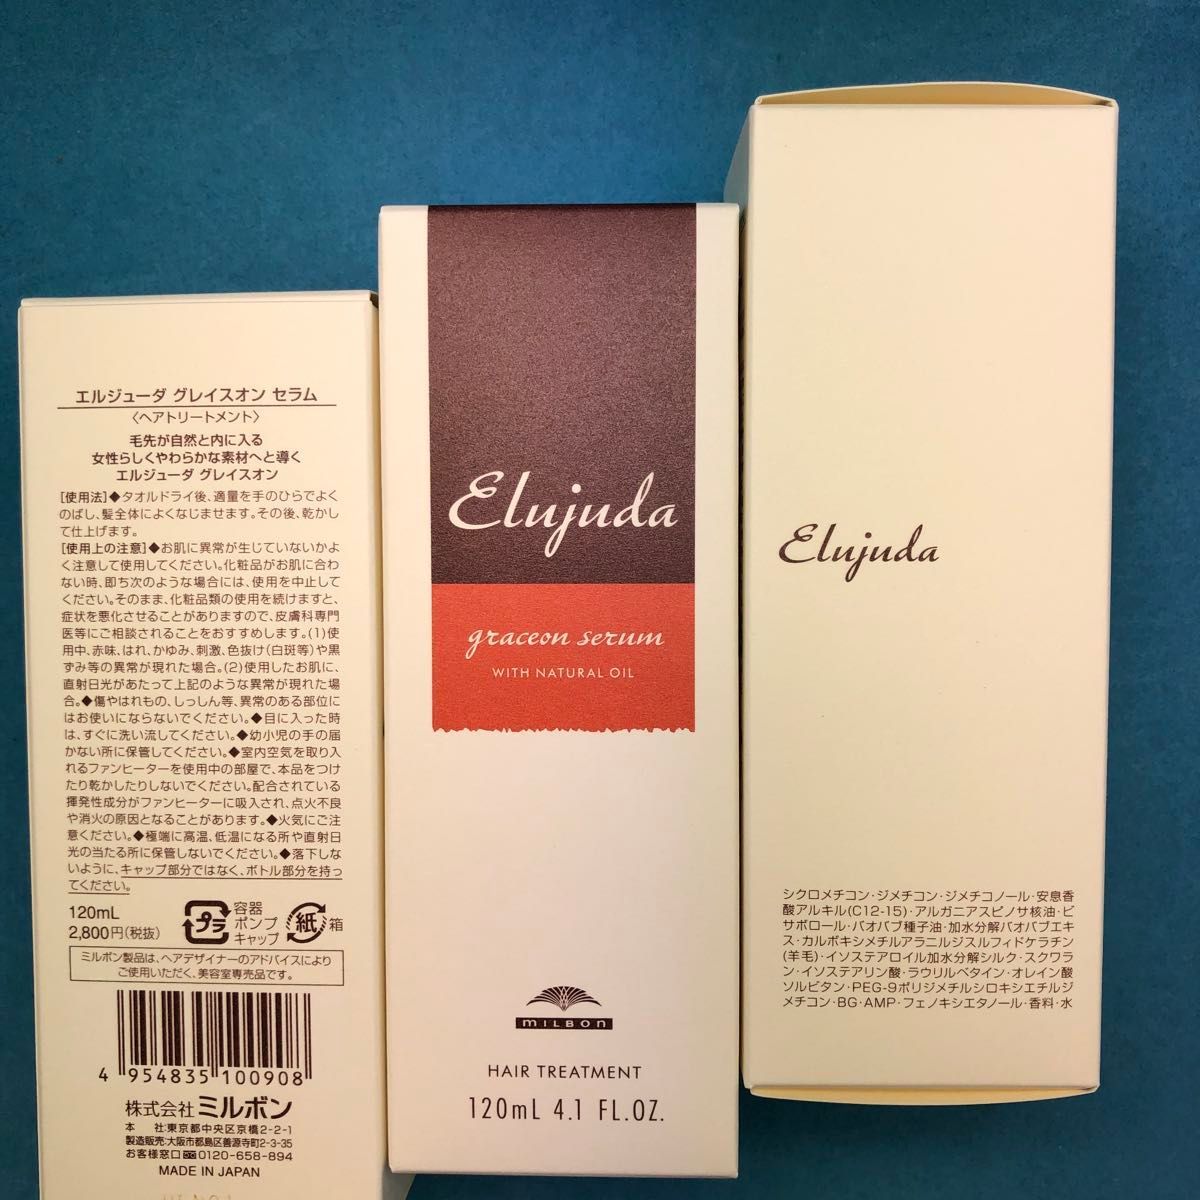 エルジューダ グレイスオン セラム
〈ヘアトリートメント〉
毛先が自然と内に入る
女性らしくやわらかな素材へと導く
エルジューダ グレイスオン
[使用法]◆タオルドライ後、適量を手のひらでよく
のばし、髪全体によくなじませます。その後、乾かし
て仕上げます。
[使用上の注意]◆お肌に異常が生じていないかよ
く注意して使用してください。化粧品がお肌に合わ
ない時、即ち次のような場合には、使用を中止して
ください。そのまま、化粧品類の使用を続けますと、
症状を悪化させることがありますので、皮膚科専門
医等にご相談されることをおすすめします。(1)使
用中、赤味、はれ、かゆみ、刺激、色抜け(白斑等)や黒
ずみ等の異常が現れた場合。(2)使用したお肌に、
直射日光があたって上記のような異常が現れた場
合。◆傷やはれもの、しっしん等、異常のある部位に
はお使いにならないでください。◆目に入った時
は、すぐに洗い流してください。◆幼小児の手の届
かない所に保管してください。◆室内空気を取り入
れるファンヒーターを使用中の部屋で、本品をつけ
たり乾かしたりしないでください。配合されている
揮発性成分がファンヒーターに吸入され、点火不良
や消火の原因となることがあります。◆火気にご注
意ください。◆極端に高温、低温になる所や直射日
光の当たる所に保管しないでください。◆落下しな
いように、キャップ部分ではなく、ボトル部分を持っ
てください。
120mL
2,800円(税抜)
プラ
容器
ポンプ
キャップ
紙
箱
ミルボン製品は、ヘアデザイナーのアドバイスにより
ご使用いただく、美容室専売品です。
4 954835 100908
株式会社 ミルボン
本 社:東京都中央区京橋2-2-1
製造販売:大阪市都島区善源寺町2-3-35
お客様窓口 0120-658-894
MADE IN JAPAN
Elujuda
graceon serum
WITH NATURAL OIL
MILBON
HAIR TREATMENT
120mL 4.1 FL.OZ.
Elujuda
シクロメチコン・ジメチコン・ジメチコノール・安息香
酸アルキル(C12-15)・アルガニアスピノサ核油・ビ
サボロール・バオバブ種子油・加水分解バオバブエキ
ス・カルボキシメチルアラニルジスルフィドケラチン
(羊毛)・イソステアロイル加水分解シルク・スクワラ
ン・イソステアリン酸・ラウリルベタイン・オレイン酸
ソルビタン・PEG-9ポリジメチルシロキシエチルジ
メチコン・BG・AMP・フェノキシエタノール・香料・水